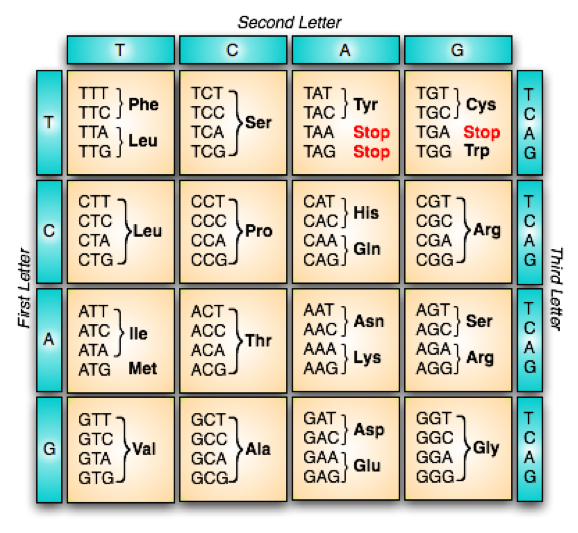 Second Letter
T C A G
T
TTT
TTC } Phe
TTA
TTG } Leu
TCT
TCC
TCA
TCG } Ser
TAT
TAC } Tyr
TAA Stop
TAG Stop
TGT
TGC } Cys
TGA Stop
TGG Trp
T
C
A
G
C
CTT
CTC
CTA
CTG } Leu
CCT
CCC
CCA
CCG } Pro
CAT
CAC } His
CAA
CAG } Gln
CGT
CGC
CGA
CGG } Arg
T
C
A
G
First Letter
Third Letter
A
ATT
ATC
ATA } Ile
ATG Met
ACT
ACC
ACA
ACG } Thr
AAT
AAC } Asn
AAA
AAG } Lys
AGT
AGC } Ser
AGA
AGG } Arg
T
C
A
G
G
GTT
GTC
GTA
GTG } Val
GCT
GCC
GCA
GCG } Ala
GAT
GAC } Asp
GAA
GAG } Glu
GGT
GGC
GGA
GGG } Gly
T
C
A
G